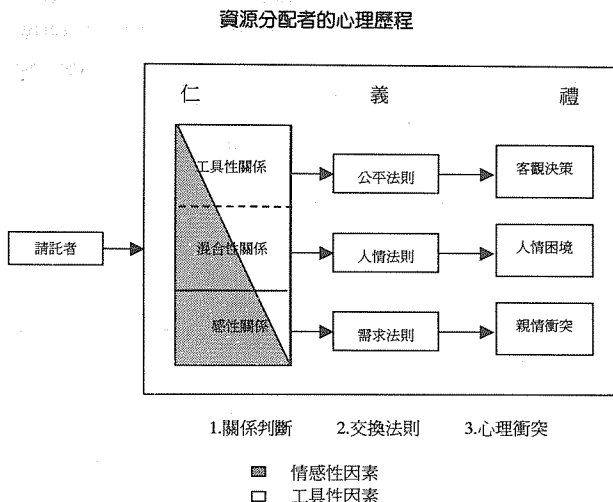 資源分配者的心理歷程
仁 義 禮
工具性關係 公平法則 客觀決策
請託者 混合性關係 人情法則 人情困境
感性關係 需求法則 親情衝突
1.關係判斷 2.交換法則 3.心理衝突
情感性因素
工具性因素